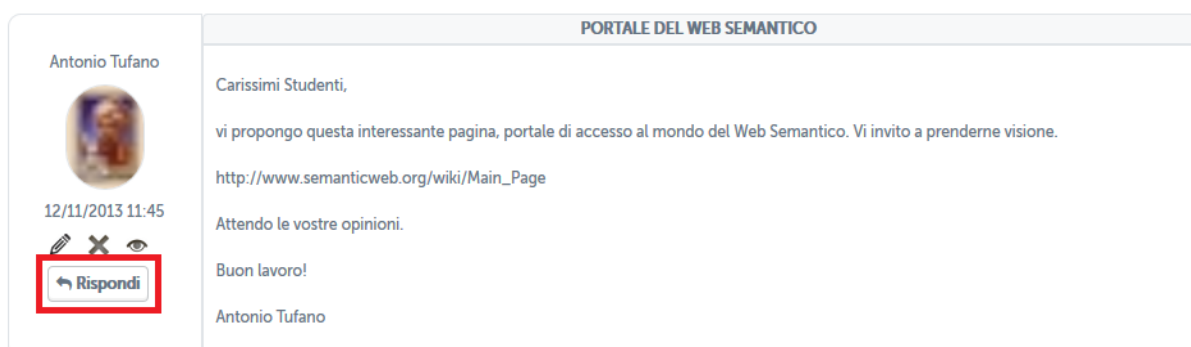 PORTALE DEL WEB SEMANTICO
Antonio Tufano
12/11/2013 11:45
Rispondi
Carissimi Studenti,
vi propongo questa interessante pagina, portale di accesso al mondo del Web Semantico. Vi invito a prenderne visione.
http://www.semanticweb.org/wiki/Main_Page
Attendo le vostre opinioni.
Buon lavoro!
Antonio Tufano